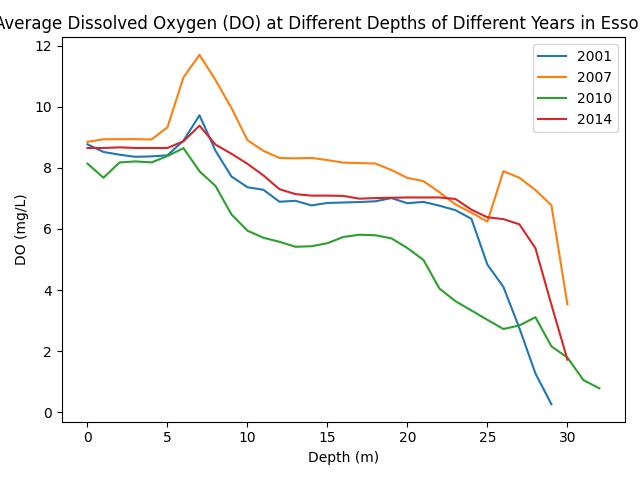 Average Dissolved Oxygen (DO) at Different Depths of Different Years in Esso
12
10
8
6
4
2
0
DO (mg/L)
2001
2007
2010
2014
0 5 10 15 20 25 30
Depth (m)